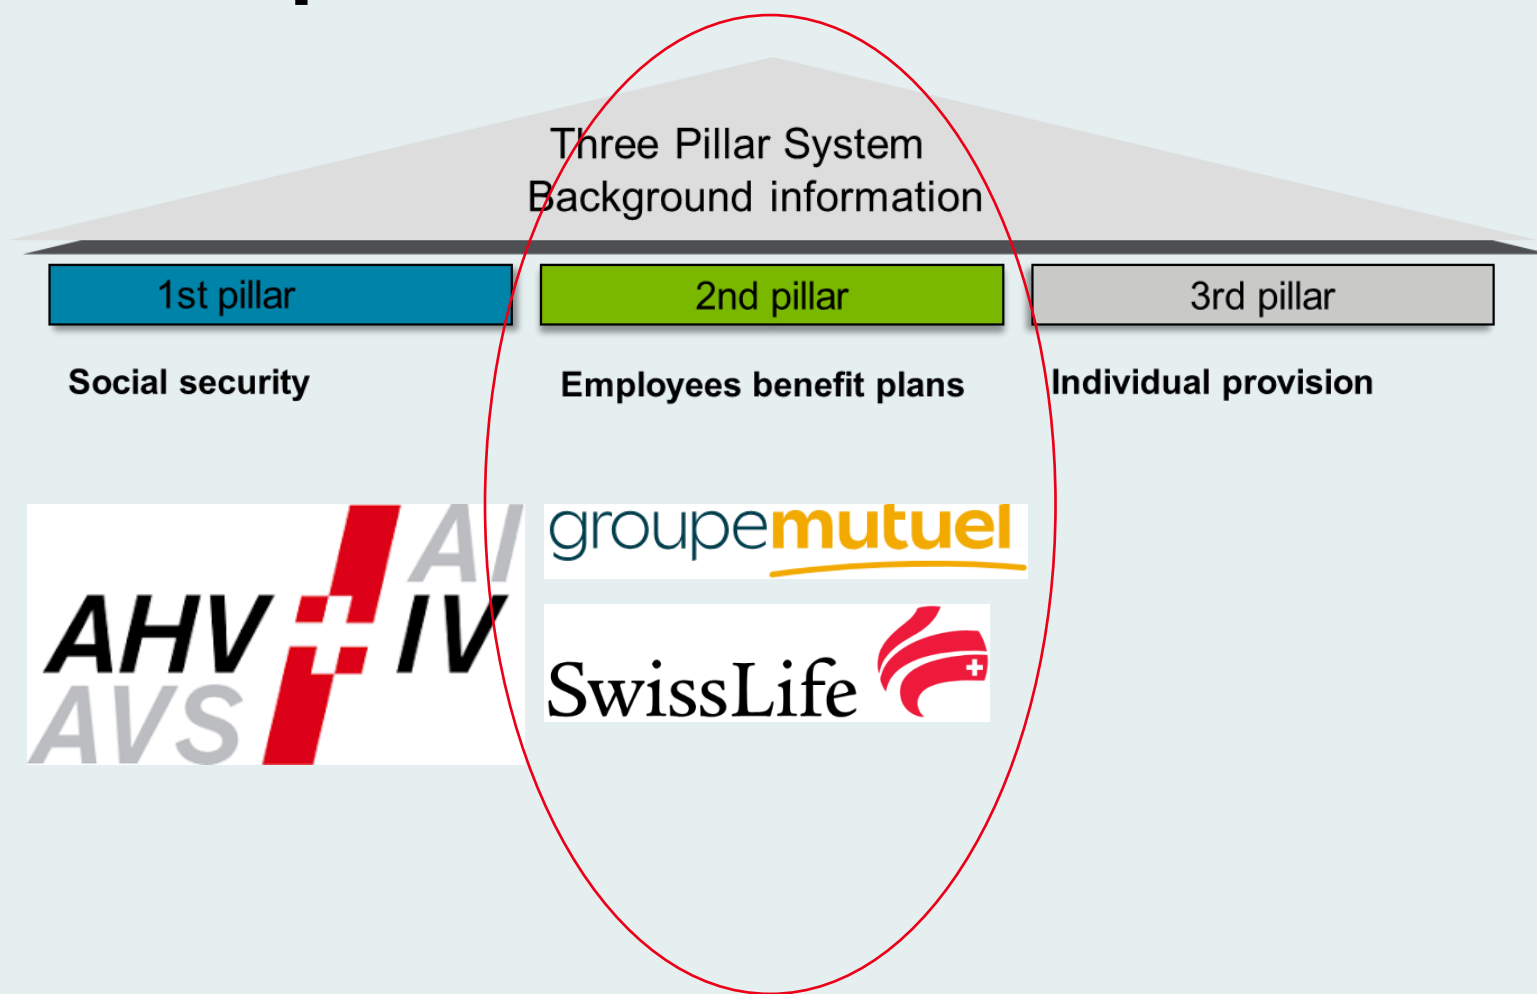 Three Pillar System
Background information
1st pillar
2nd pillar
3rd pillar
Social security
Employees benefit plans
Individual provision
AI
AHV IV
AVS
groupemutuel
SwissLife